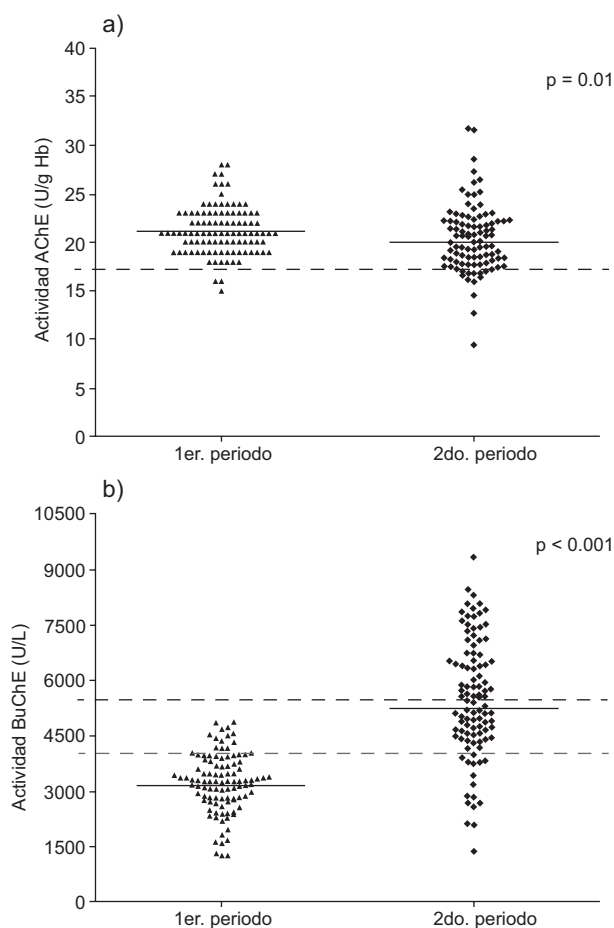 a)
40
35
30
25
20
15
10
5
0
Actividad AChE (U/g Hb)
p = 0.01
1er. periodo
2do. periodo
b)
10500
9000
7500
6000
4500
3000
1500
0
Actividad BuChE (U/L)
p < 0.001
1er. periodo
2do. periodo